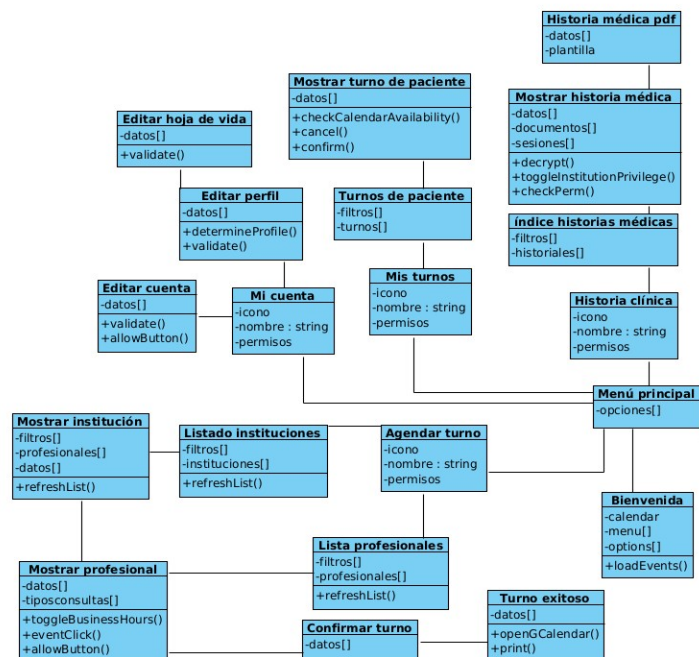 Historia médica pdf
-datos[]
-plantilla
Mostrar turno de paciente
-datos[]
+checkCalendarAvailability()
+cancel()
+confirm()
Mostrar historia médica
-datos[]
-documentos[]
-sesiones[]
+decrypt()
+toggleInstitutionPrivilege()
+checkPerm()
Editar hoja de vida
-datos[]
+validate()
Editar perfil
-datos[]
+determineProfile()
+validate()
Turnos de paciente
-filtros[]
-turnos[]
índice historias médicas
-filtros[]
-historiales[]
Editar cuenta
-datos[]
+validate()
+allowButton()
Mi cuenta
-icono
-nombre : string
-permisos
Mis turnos
-icono
-nombre : string
-permisos
Historia clínica
-icono
-nombre : string
-permisos
Menú principal
-opciones[]
Mostrar institución
-filtros[]
-profesionales[]
-datos[]
+refreshList()
Listado instituciones
-filtros[]
-instituciones[]
+refreshList()
Agendar turno
-icono
-nombre : string
-permisos
Bienvenida
-calendar
-menu[]
-options[]
+loadEvents()
Lista profesionales
-filtros[]
-profesionales[]
+refreshList()
Mostrar profesional
-datos[]
-tiposconsultas[]
+toggleBusinessHours()
+eventClick()
+allowButton()
Confirmar turno
-datos[]
Turno exitoso
-datos[]
+openGCalendar()
+print()